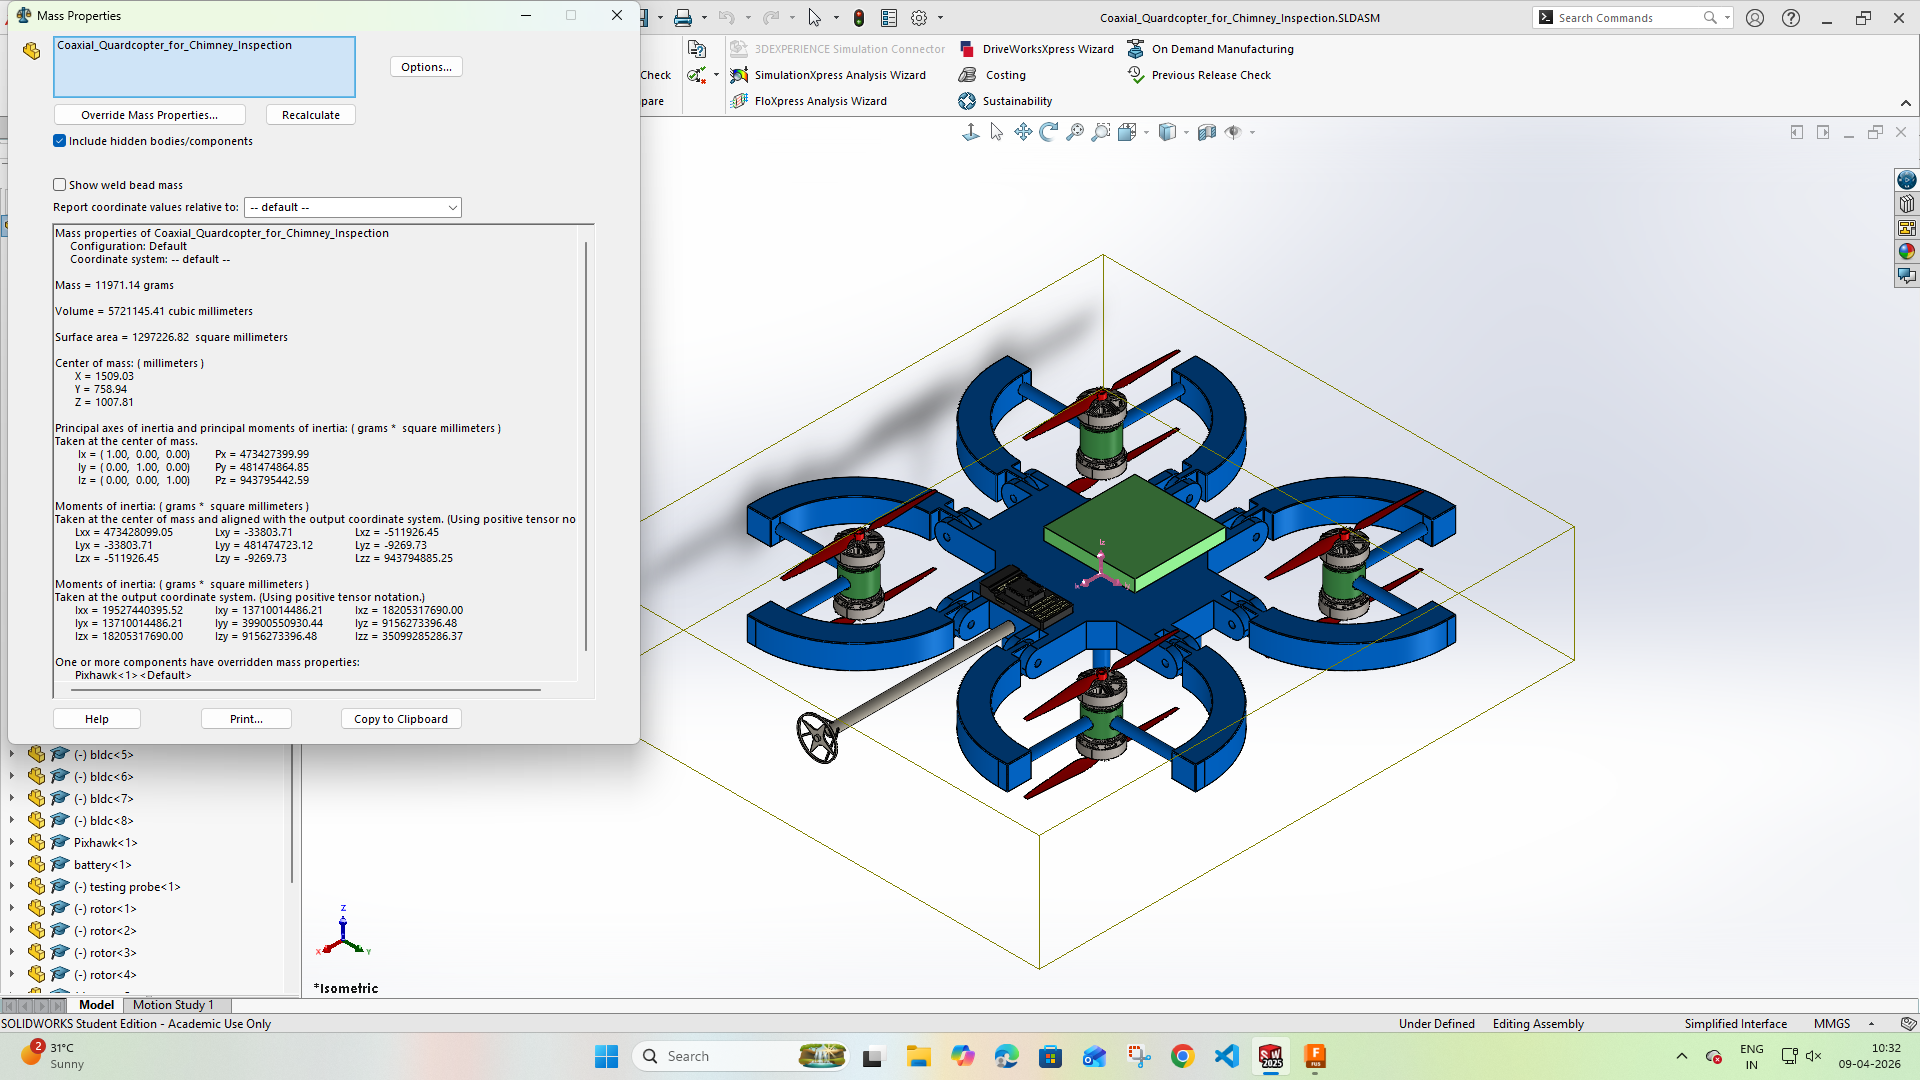 Mass Properties
Coaxial_Quardcopter_for_Chimney_Inspection
Options...
Override Mass Properties...
Recalculate
Include hidden bodies/components
Show weld bead mass
Report coordinate values relative to:
-- default --
Mass properties of Coaxial_Quardcopter_for_Chimney_Inspection
Configuration: Default
Coordinate system: -- default --
Mass = 11971.14 grams
Volume = 5721145.41 cubic millimeters
Surface area = 1297226.82 square millimeters
Center of mass: ( millimeters )
X = 1509.03
Y = 758.94
Z = 1007.81
Principal axes of inertia and principal moments of inertia: ( grams * square millimeters )
Taken at the center of mass.
Ix = ( 1.00, 0.00, 0.00) Px = 473427399.99
Iy = ( 0.00, 1.00, 0.00) Py = 481474864.85
Iz = ( 0.00, 0.00, 1.00) Pz = 943795442.59
Moments of inertia: ( grams * square millimeters )
Taken at the center of mass and aligned with the output coordinate system. (Using positive tensor no
Lxx = 473428099.05 Lxy = -33803.71 Lxz = -511926.45
Lyx = -33803.71 Lyy = 481474723.12 Lyz = -9269.73
Lzx = -511926.45 Lzy = -9269.73 Lzz = 943794885.25
Moments of inertia: ( grams * square millimeters )
Taken at the output coordinate system. (Using positive tensor notation.)
Ixx = 19527440395.52 Ixy = 13710014486.21 Ixz = 18205317690.00
Iyx = 13710014486.21 Iyy = 39900550930.44 Iyz = 9156273396.48
Izx = 18205317690.00 Izy = 9156273396.48 Izz = 35099285286.37
One or more components have overridden mass properties:
Pixhawk<1> <Default>
Help
Print...
Copy to Clipboard
Coaxial_Quardcopter_for_Chimney_Inspection.SLDASM
Search Commands
Check
pare
3DEXPERIENCE Simulation Connector
SimulationXpress Analysis Wizard
FloXpress Analysis Wizard
DriveWorksXpress Wizard
Costing
Sustainability
On Demand Manufacturing
Previous Release Check
(-) bldc<5>
(-) bldc<6>
(-) bldc<7>
(-) bldc<8>
Pixhawk<1>
battery<1>
(-) testing probe<1>
(-) rotor<1>
(-) rotor<2>
(-) rotor<3>
(-) rotor<4>
Z
X
Y
*Isometric
Model
Motion Study 1
SOLIDWORKS Student Edition - Academic Use Only
Under Defined
Editing Assembly
Simplified Interface
MMGS
2
31°C
Sunny
Search
SW
2025
ENG
IN
10:32
09-04-2026